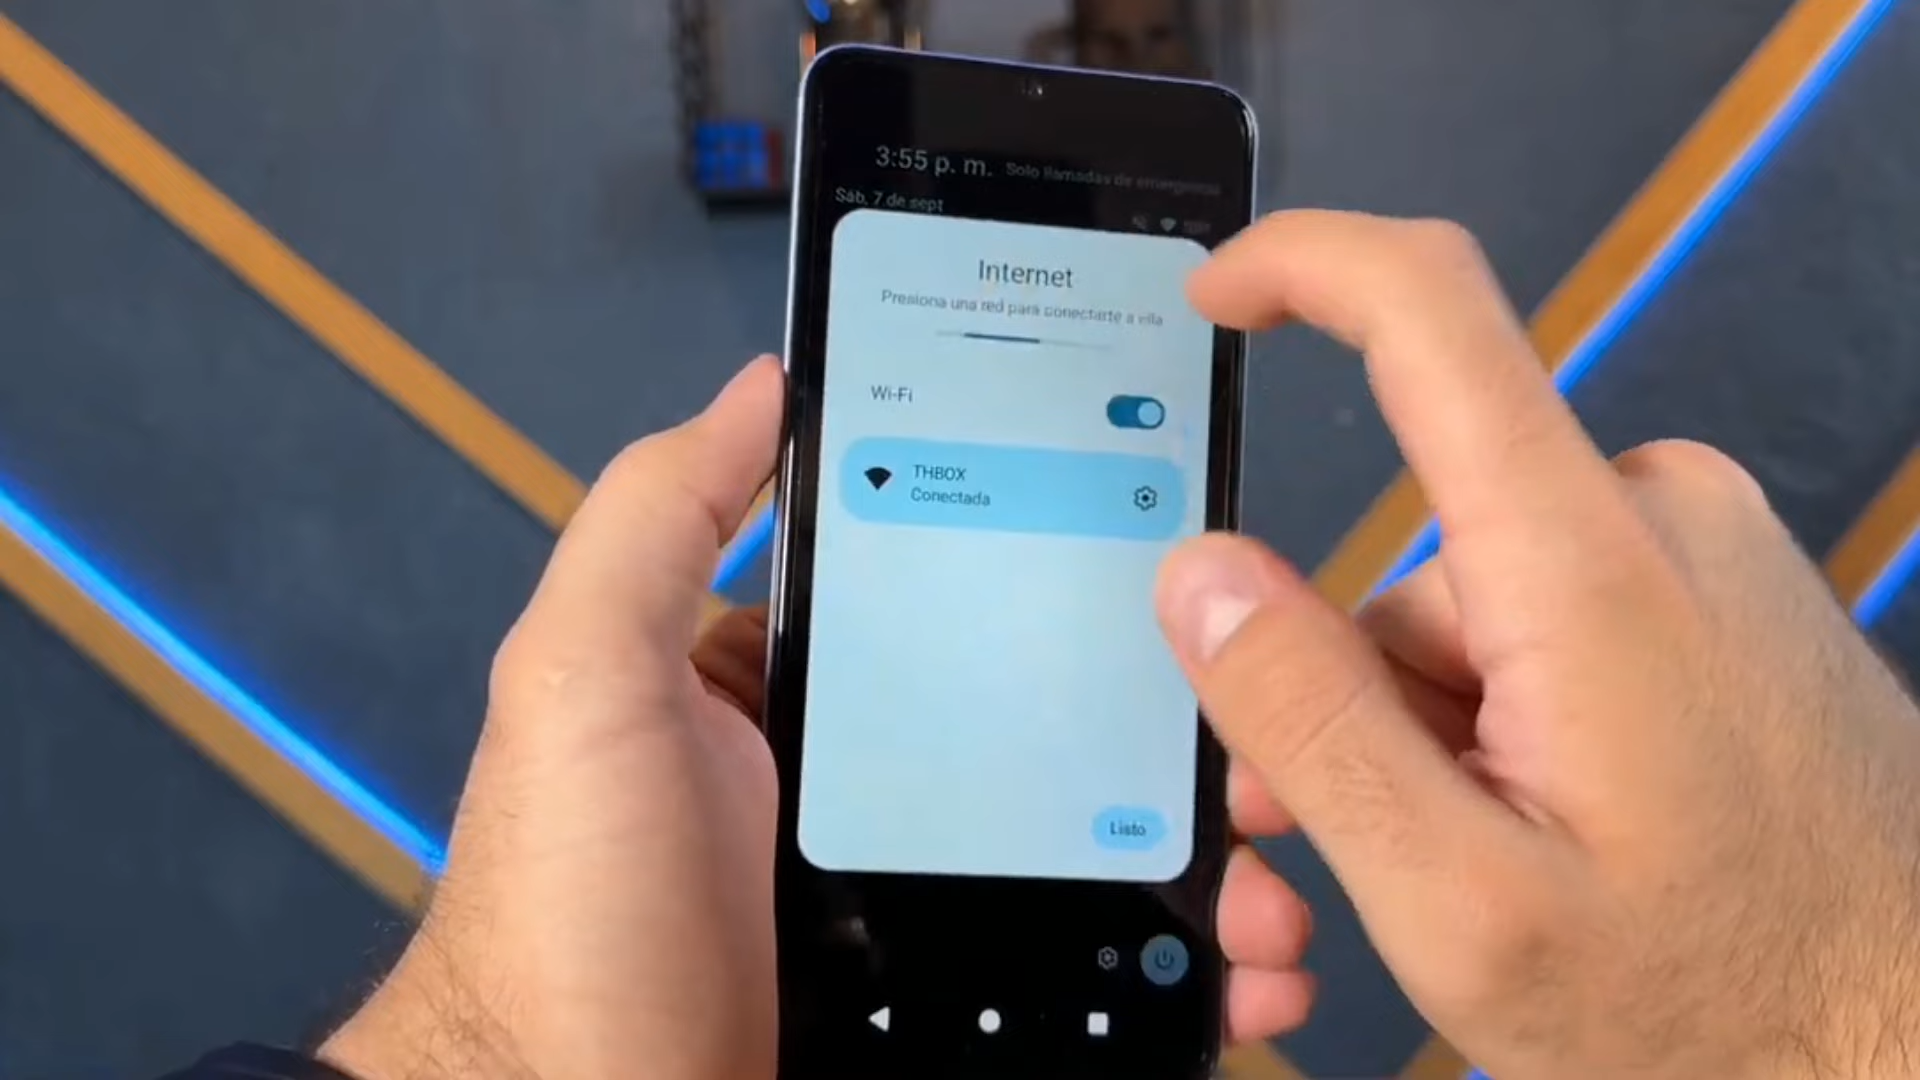 3:55 p. m. Solo llamadas de emergencia
Sáb, 7 de sept
Internet
Presiona una red para conectarte a ella
Wi-Fi
THBOX
Conectada
Listo